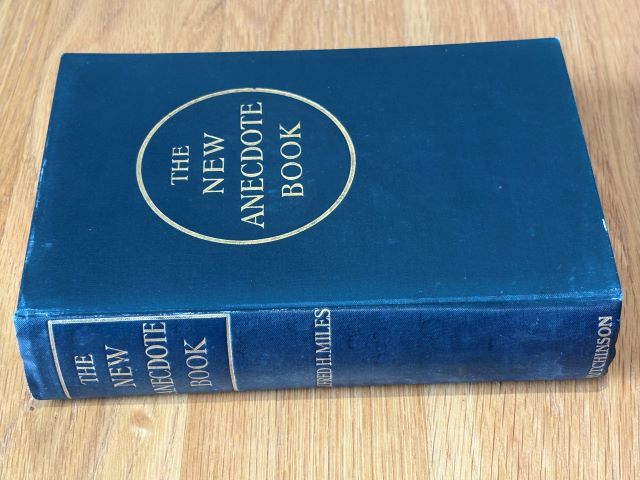 THE
NEW
ANECDOTE
BOOK
THE
NEW
ANECDOTE
BOOK
H. MILES